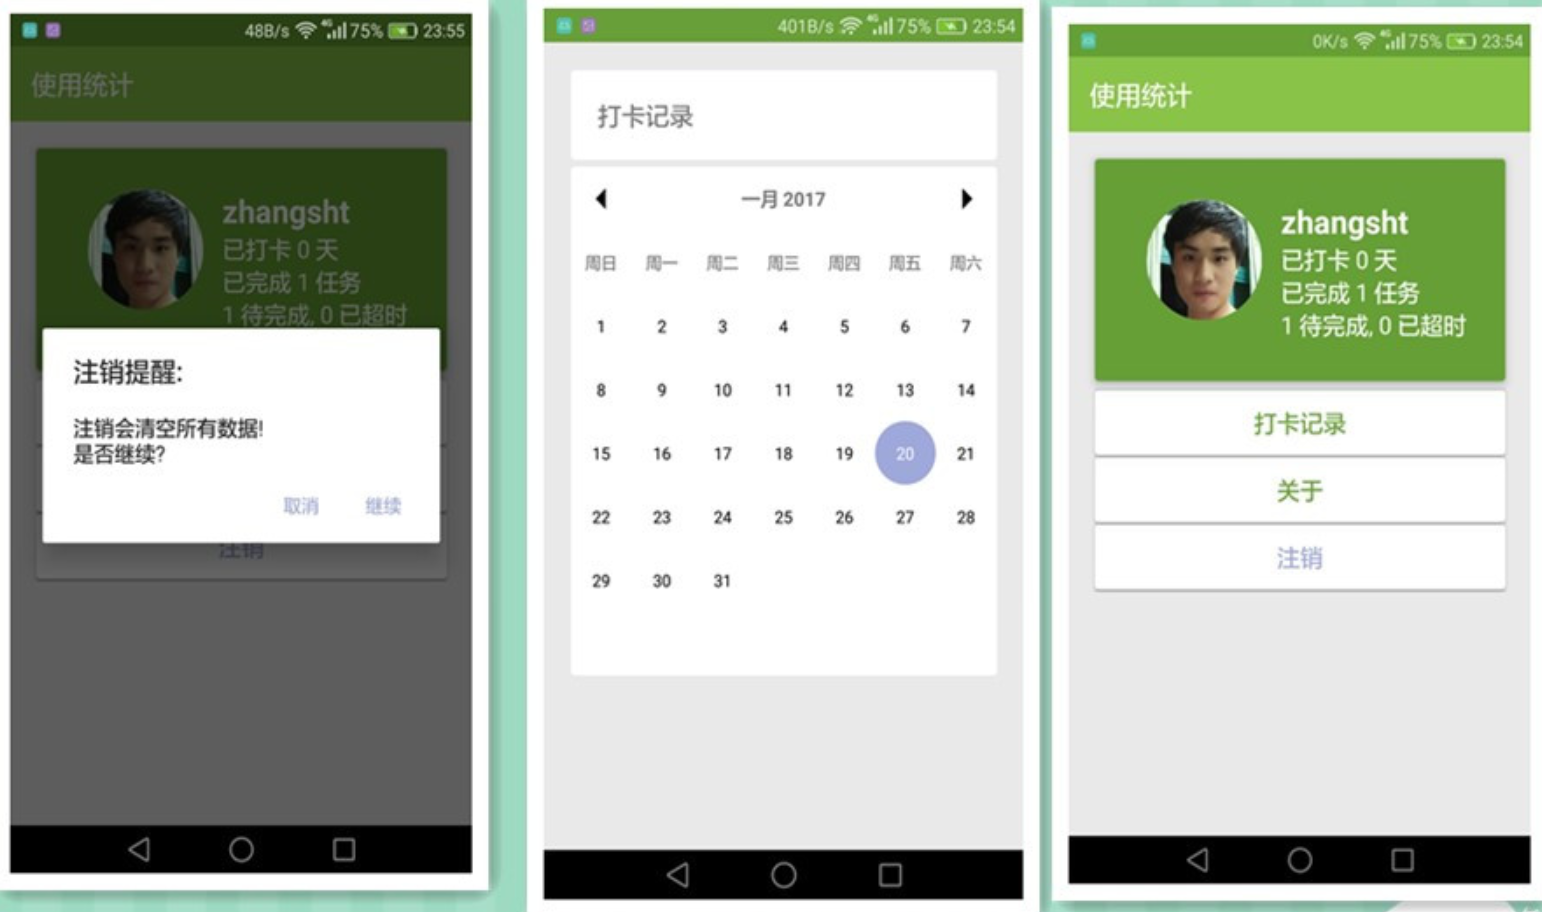 48B/s 4G 75% 23:55
使用统计
zhangsht
已打卡 0 天
已完成 1 任务
1 待完成, 0 已超时
注销提醒:
注销会清空所有数据!
是否继续?
取消 继续
注销
401B/s 4G 75% 23:54
打卡记录
一月 2017
周日 周一 周二 周三 周四 周五 周六
1 2 3 4 5 6 7
8 9 10 11 12 13 14
15 16 17 18 19 20 21
22 23 24 25 26 27 28
29 30 31
0K/s 4G 75% 23:54
使用统计
zhangsht
已打卡 0 天
已完成 1 任务
1 待完成, 0 已超时
打卡记录
关于
注销